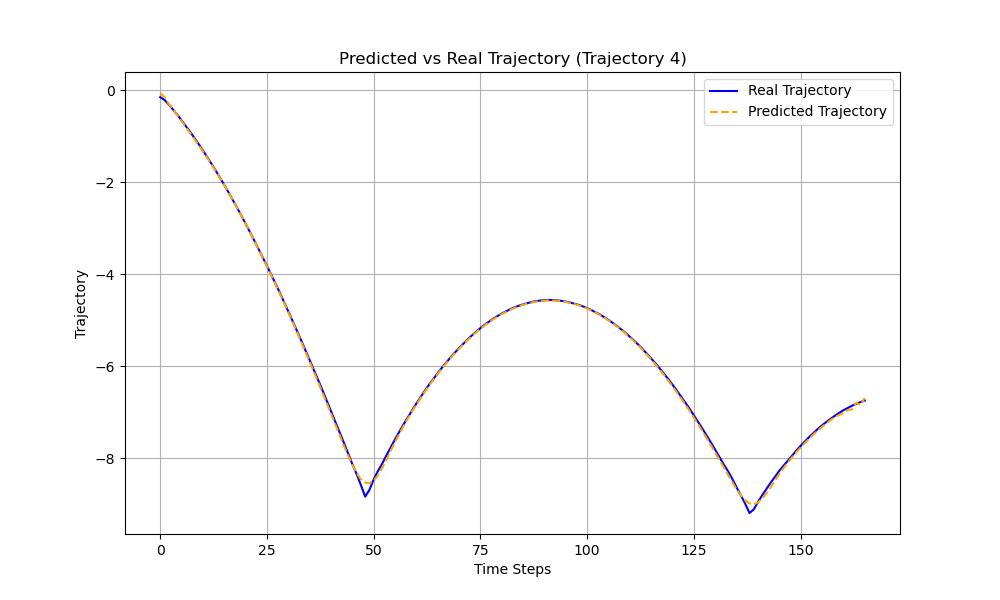 Predicted vs Real Trajectory (Trajectory 4)
Real Trajectory
Predicted Trajectory
Trajectory
0
−2
−4
−6
−8
0 25 50 75 100 125 150
Time Steps